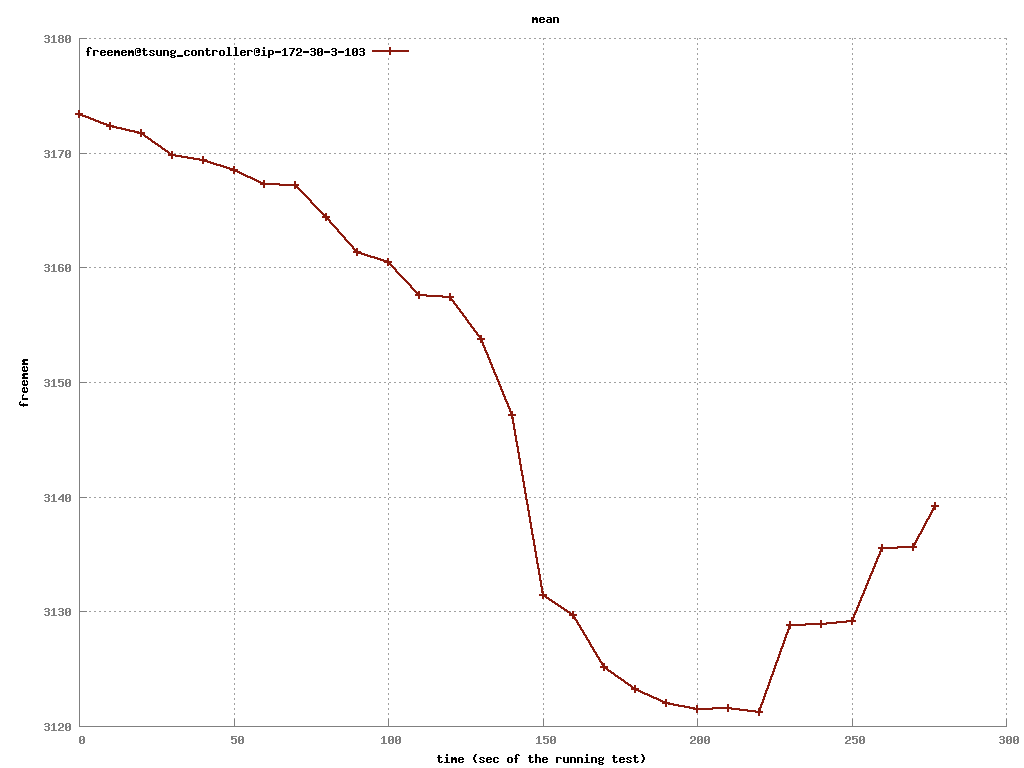 mean
3180
freemem@tsung_controller@ip-172-30-3-103
3170
3160
freemem
3150
3140
3130
3120
0 50 100 150 200 250 300
time (sec of the running test)